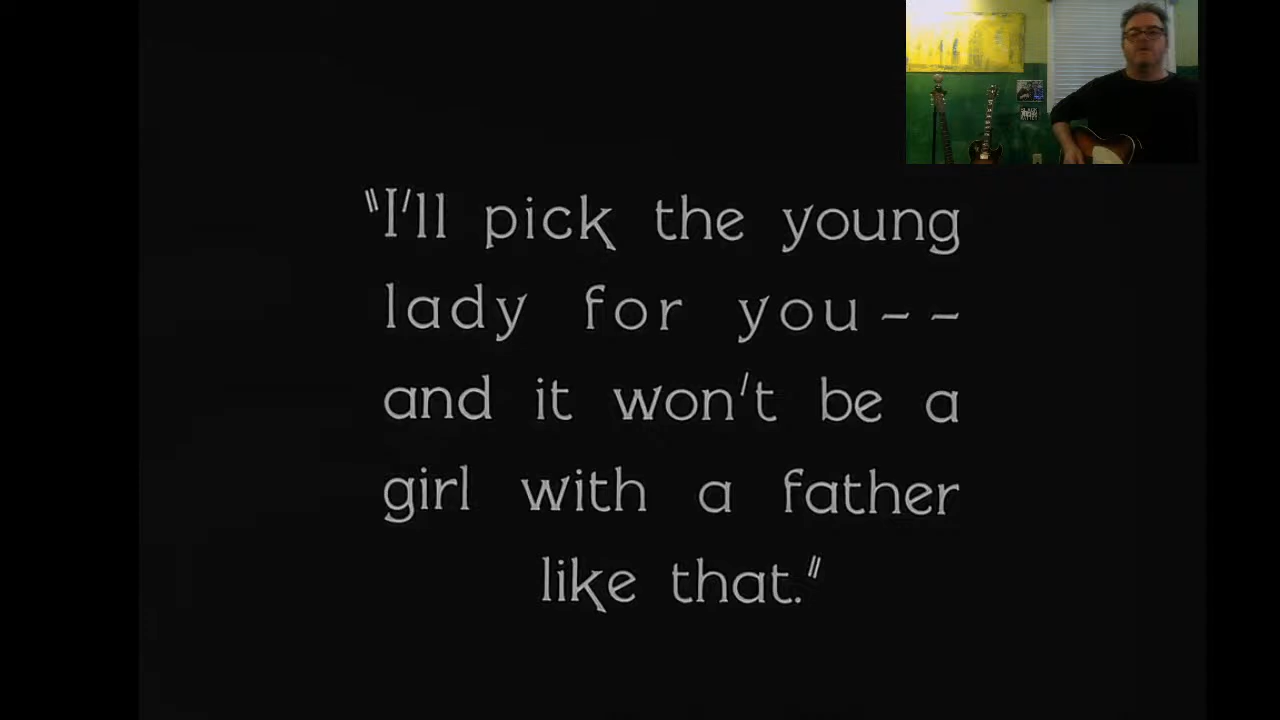 "I'll pick the young
lady for you--
and it won't be a
girl with a father
like that."